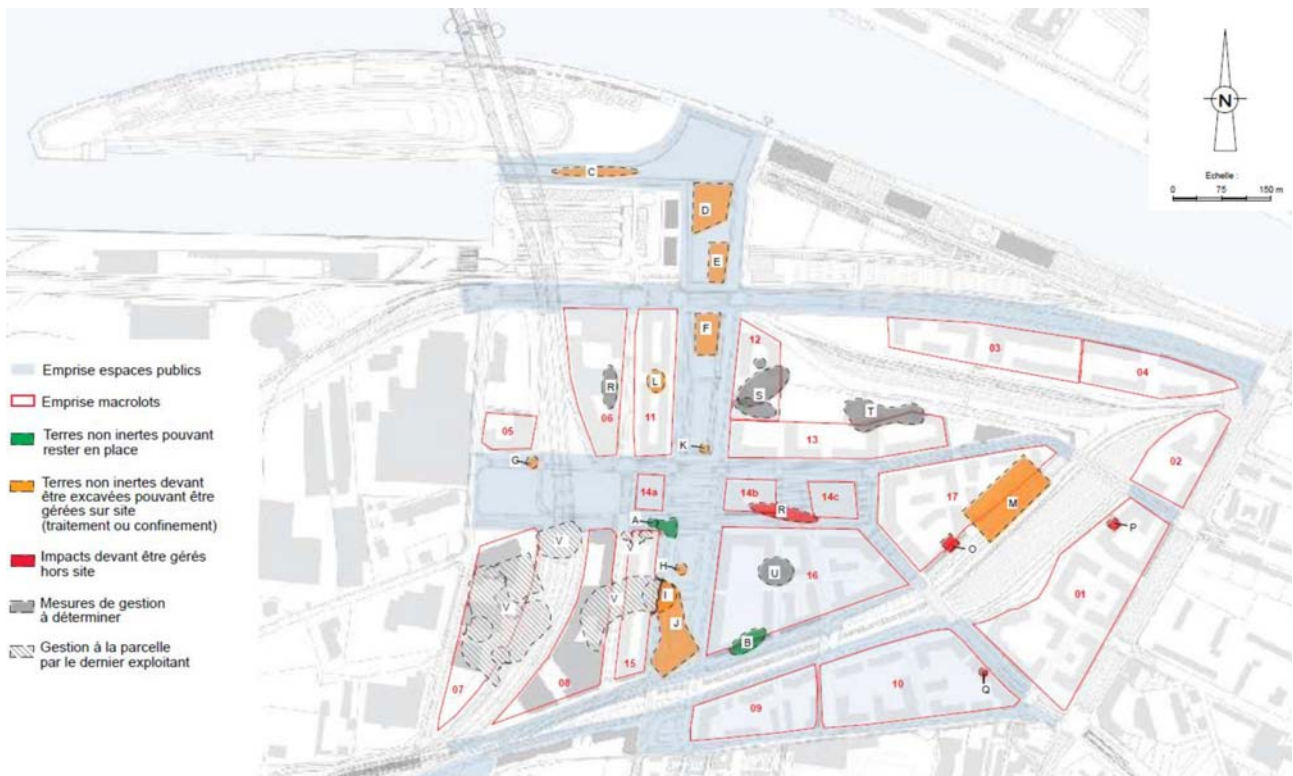 N
Echelle :
0 75 150 m
C
D
E
F
12
03
04
R
L
S
T
06
11
05
13
02
K
G
14a
14b
14c
17
M
R
P
A
O
V
H
U
16
01
V
V
I
J
B
15
Q
07
08
10
09
Emprise espaces publics
Emprise macrolots
Terres non inertes pouvant
rester en place
Terres non inertes devant
être excavées pouvant être
gérées sur site
(traitement ou confinement)
Impacts devant être gérés
hors site
Mesures de gestion
à déterminer
Gestion à la parcelle
par le dernier exploitant